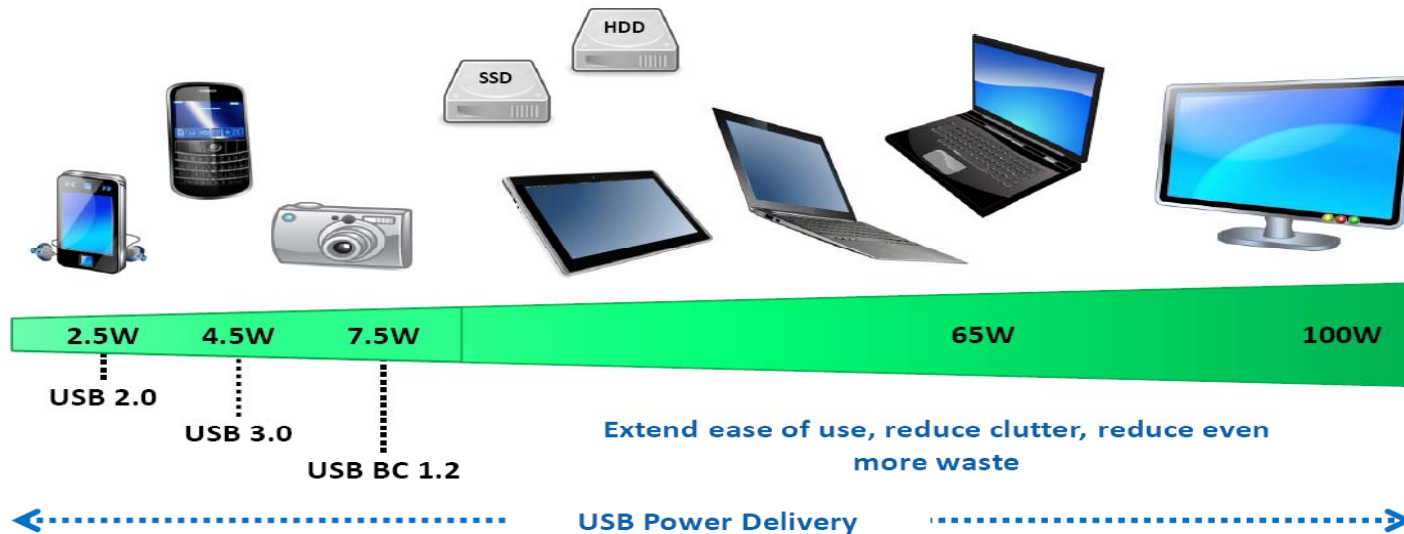 HDD
SSD
2.5W 4.5W 7.5W 65W 100W
USB 2.0
USB 3.0
USB BC 1.2
Extend ease of use, reduce clutter, reduce even
more waste
USB Power Delivery